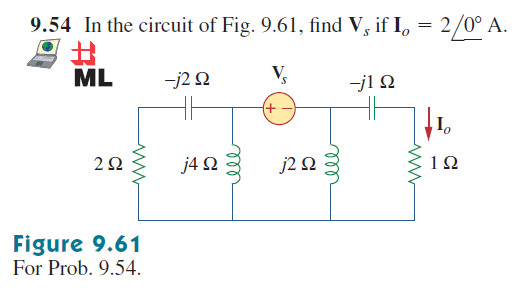 9.54 In the circuit of Fig. 9.61, find Vs if Io = 2/0° A.
ML
–j2 Ω
Vs
–j1 Ω
+ –
Io
2 Ω
j4 Ω
j2 Ω
1 Ω
Figure 9.61
For Prob. 9.54.